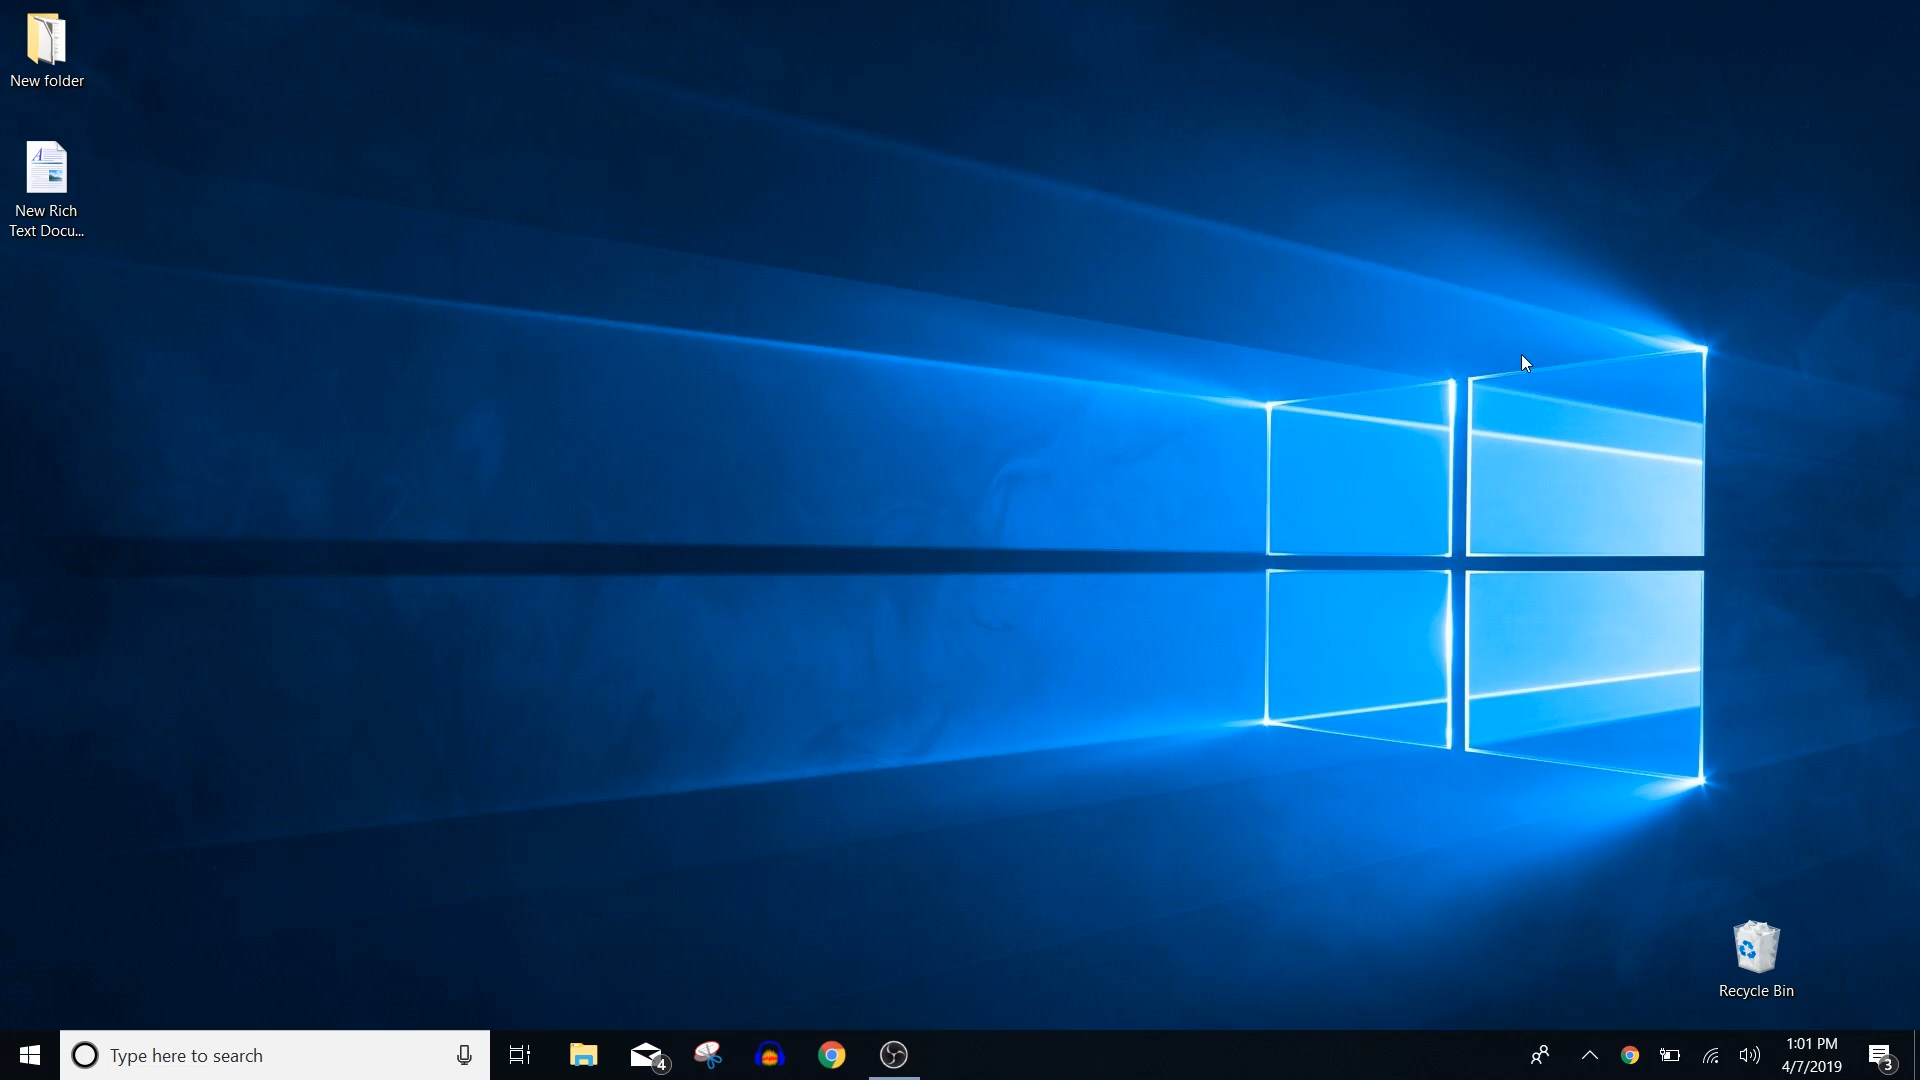 New folder
New Rich
Text Docu...
Recycle Bin
Type here to search
4
1:01 PM
4/7/2019
3